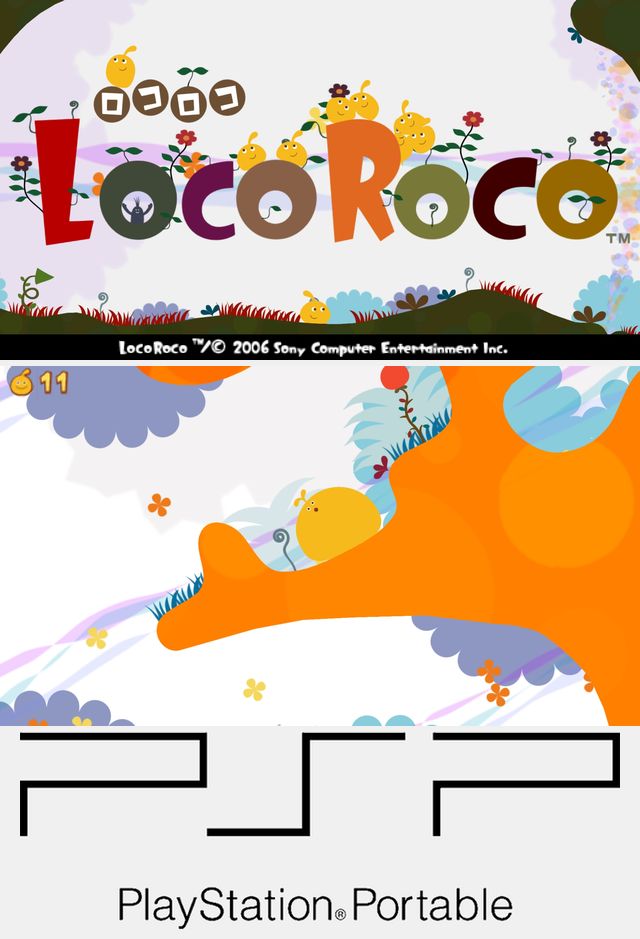 ロコロコ
LocoRoco
TM
LocoRoco ™/© 2006 Sony Computer Entertainment Inc.
11
PSP
PlayStation®Portable